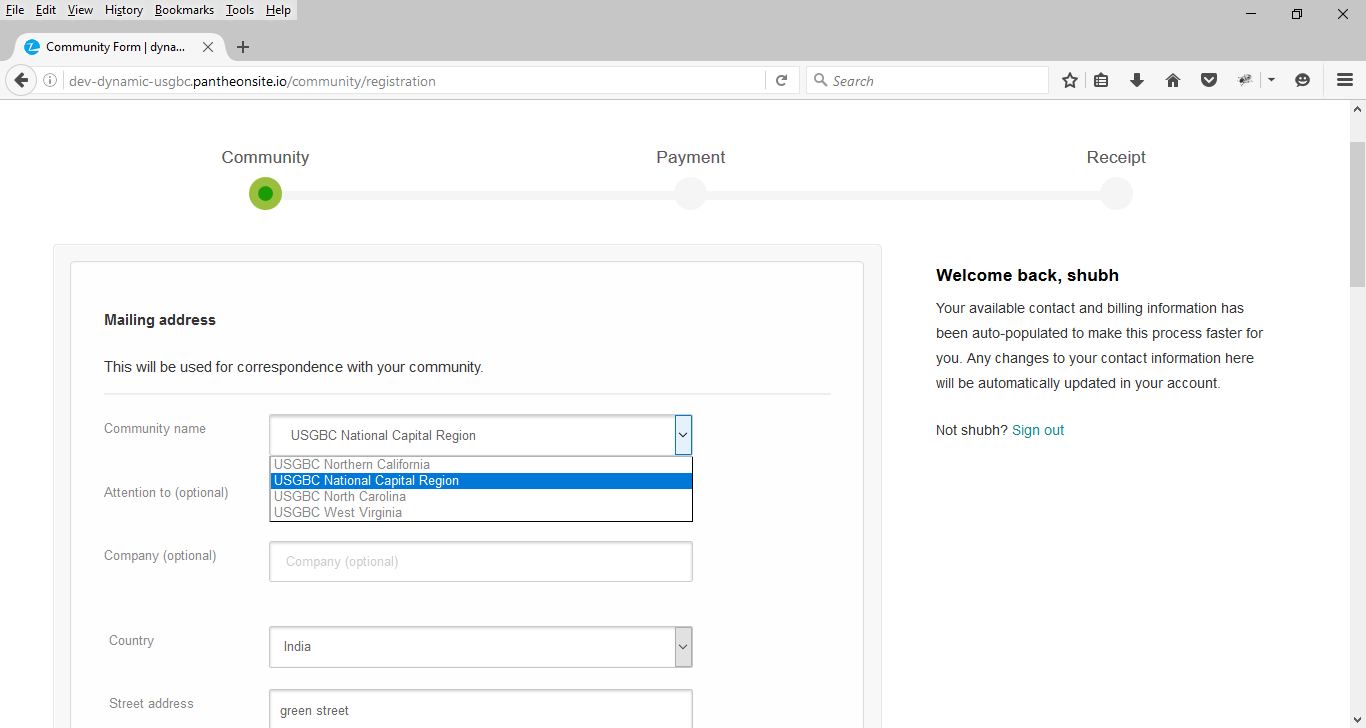 File Edit View History Bookmarks Tools Help
Community Form | dyna...
dev-dynamic-usgbc.pantheonsite.io/community/registration
Search
Community Payment Receipt
Mailing address
This will be used for correspondence with your community.
Community name
USGBC National Capital Region
USGBC Northern California
USGBC National Capital Region
USGBC North Carolina
USGBC West Virginia
Attention to (optional)
Company (optional)
Company (optional)
Country
India
Street address
green street
Welcome back, shubh
Your available contact and billing information has
been auto-populated to make this process faster for
you. Any changes to your contact information here
will be automatically updated in your account.
Not shubh? Sign out